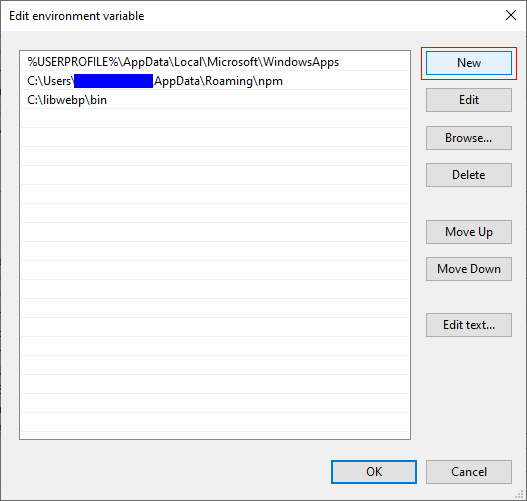 Edit environment variable
%USERPROFILE%\AppData\Local\Microsoft\WindowsApps
C:\Users\ AppData\Roaming\npm
C:\libwebp\bin
New
Edit
Browse...
Delete
Move Up
Move Down
Edit text...
OK
Cancel